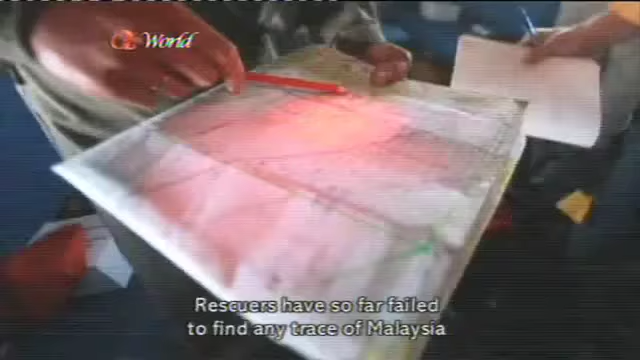 World
Rescuers have so far failed
to find any trace of Malaysia